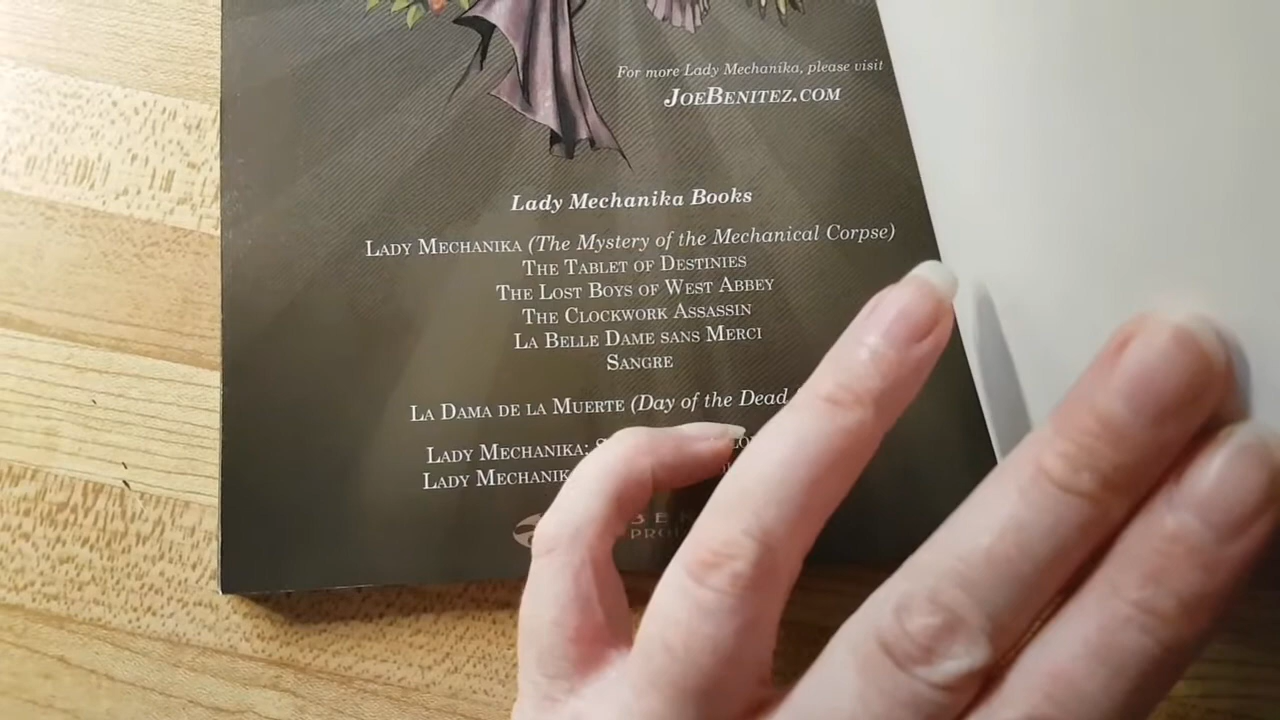 For more Lady Mechanika, please visit
JOEBENITEZ.COM
Lady Mechanika Books
LADY MECHANIKA (The Mystery of the Mechanical Corpse)
THE TABLET OF DESTINIES
THE LOST BOYS OF WEST ABBEY
THE CLOCKWORK ASSASSIN
LA BELLE DAME SANS MERCI
SANGRE
LA DAMA DE LA MUERTE (Day of the Dead
LADY MECHANIKA:
LADY